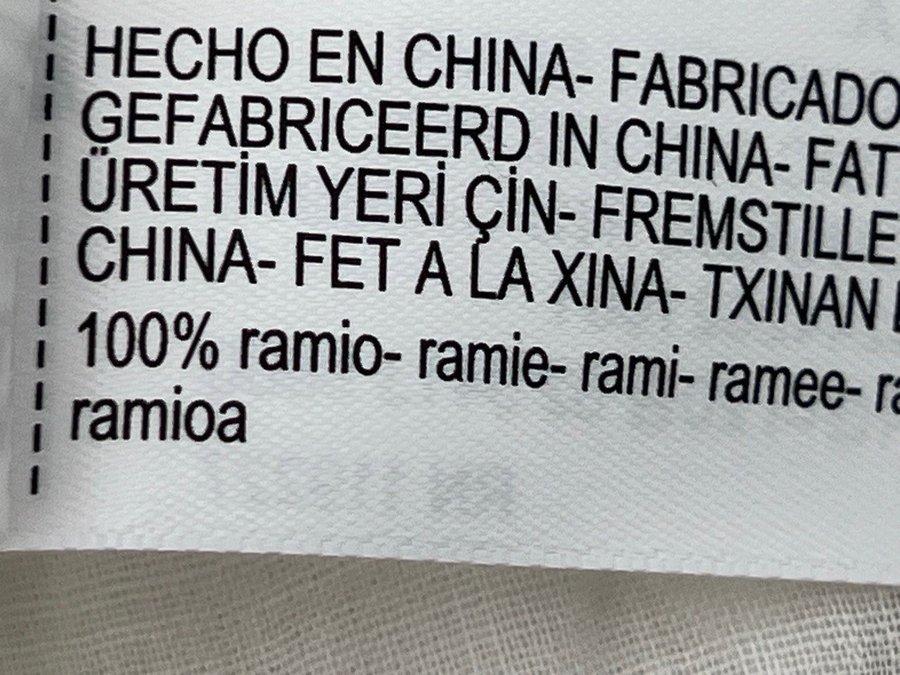 HECHO EN CHINA- FABRICADO
GEFABRICEERD IN CHINA- FAT
ÜRETİM YERİ ÇİN- FREMSTILLE
CHINA- FET A LA XINA- TXINAN
100% ramio- ramie- rami- ramee- ra
ramioa